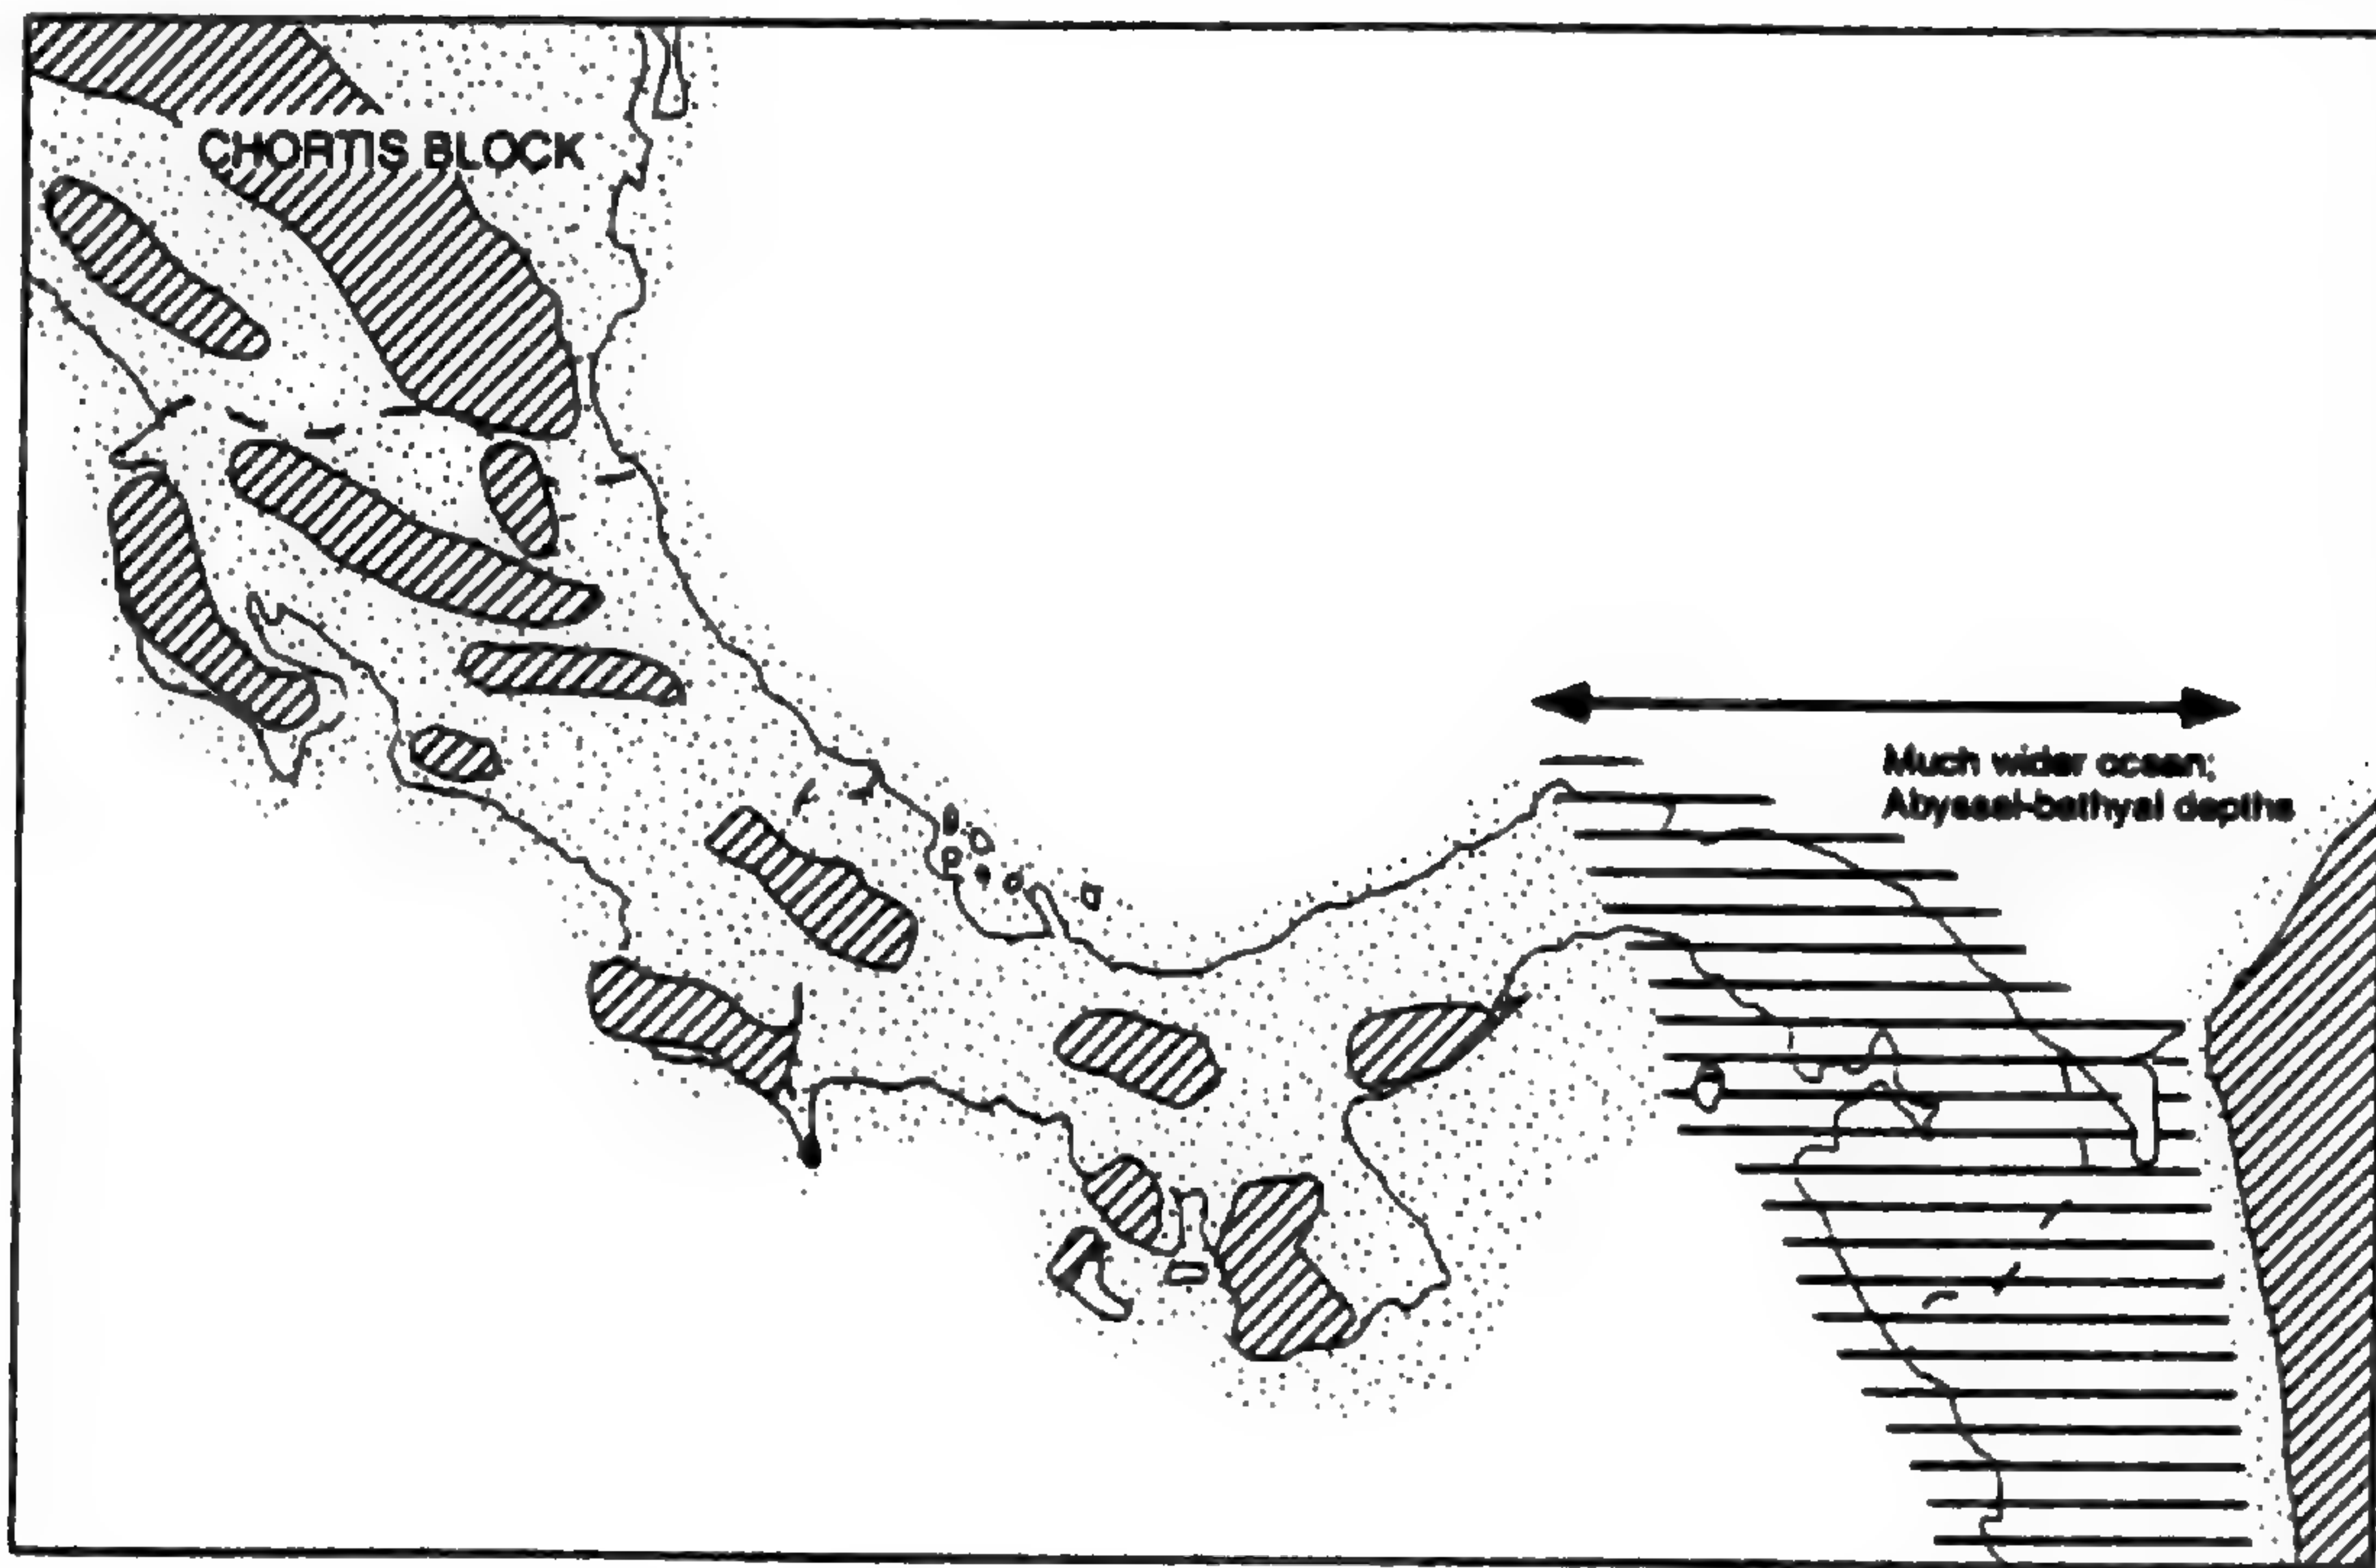 CHORTIS BLOCK
Much wider ocean;
Abyssal-bathyal depths